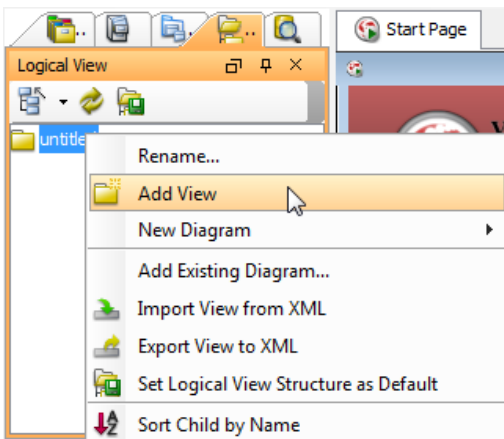 Start Page
Logical View
untitle
Rename...
Add View
New Diagram
Add Existing Diagram...
Import View from XML
Export View to XML
Set Logical View Structure as Default
Sort Child by Name